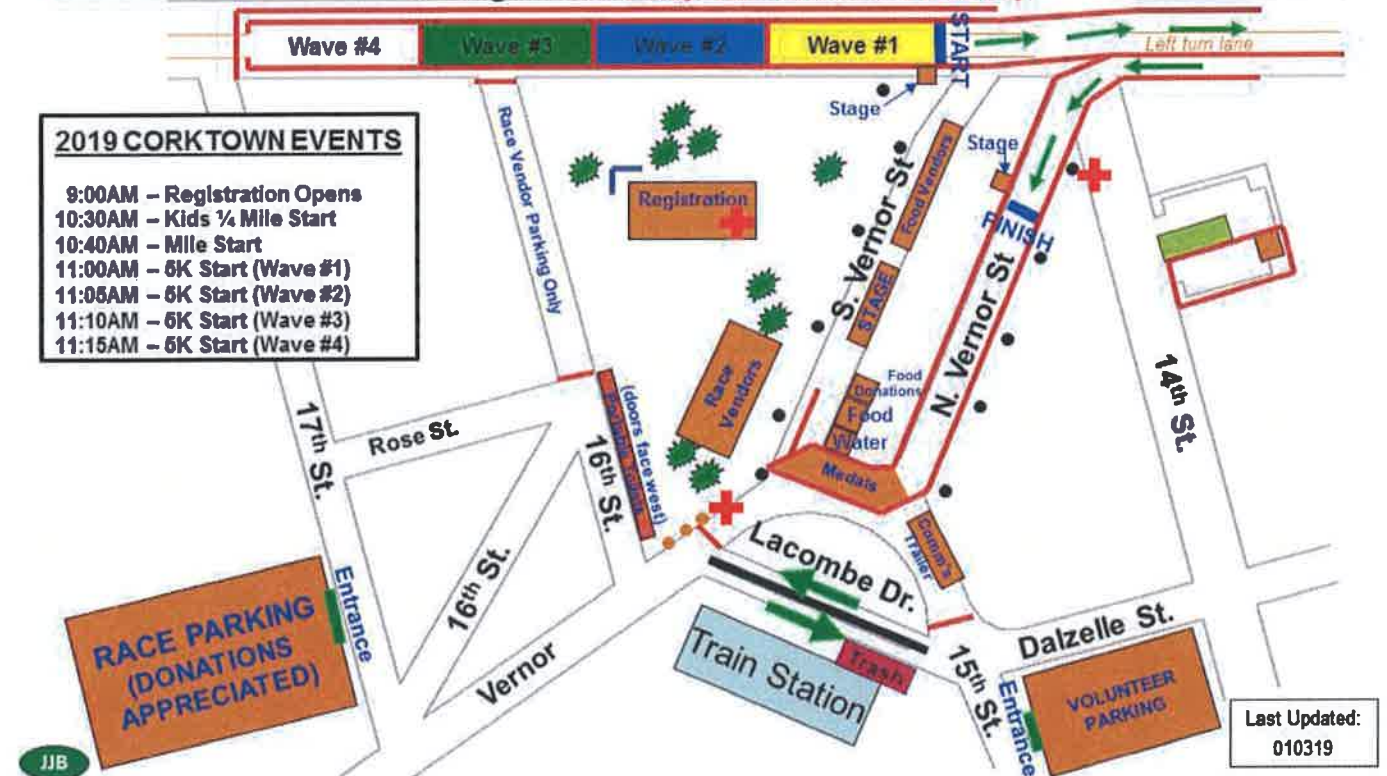 Wave #4
Wave #3
Wave #2
Wave #1
START
Left turn lane
Stage
2019 CORKTOWN EVENTS
9:00AM – Registration Opens
10:30AM – Kids ¼ Mile Start
10:40AM – Mile Start
11:00AM – 5K Start (Wave #1)
11:05AM – 5K Start (Wave #2)
11:10AM – 5K Start (Wave #3)
11:15AM – 5K Start (Wave #4)
Race Vendor Parking Only
Registration
S. Vernor St
Food Vendors
Stage
FINISH
STAGE
N. Vernor St
Race
Vendors
Food
Donations
Food
Water
Medals
14th St.
17th St.
Rose St.
16th St.
(doors face west)
16th St.
Lacombe Dr.
Comm's
Trailer
Entrance
RACE PARKING
(DONATIONS
APPRECIATED)
Vernor
Train Station
Trash
15th St.
Dalzelle St.
Entrance
VOLUNTEER
PARKING
Last Updated:
010319
JJB